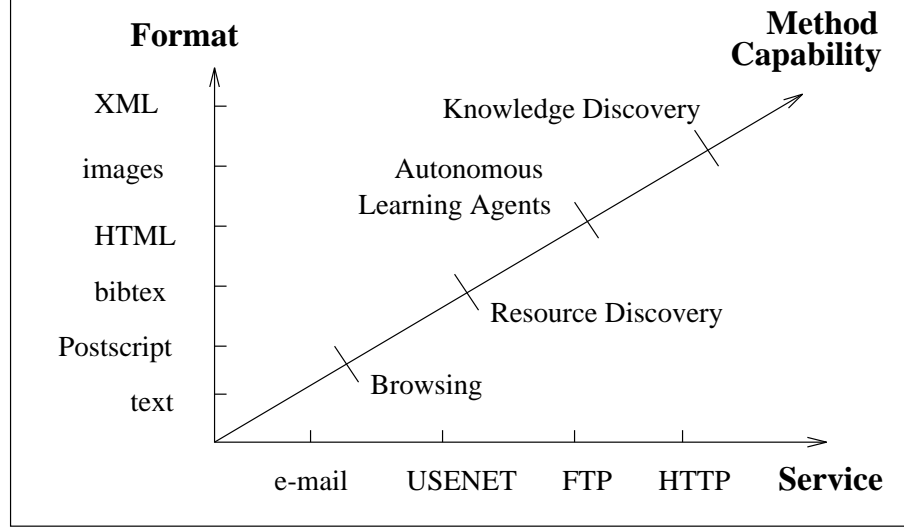 Format
Method
Capability
XML
Knowledge Discovery
images
Autonomous
Learning Agents
HTML
bibtex
Resource Discovery
Postscript
Browsing
text
e-mail USENET FTP HTTP Service